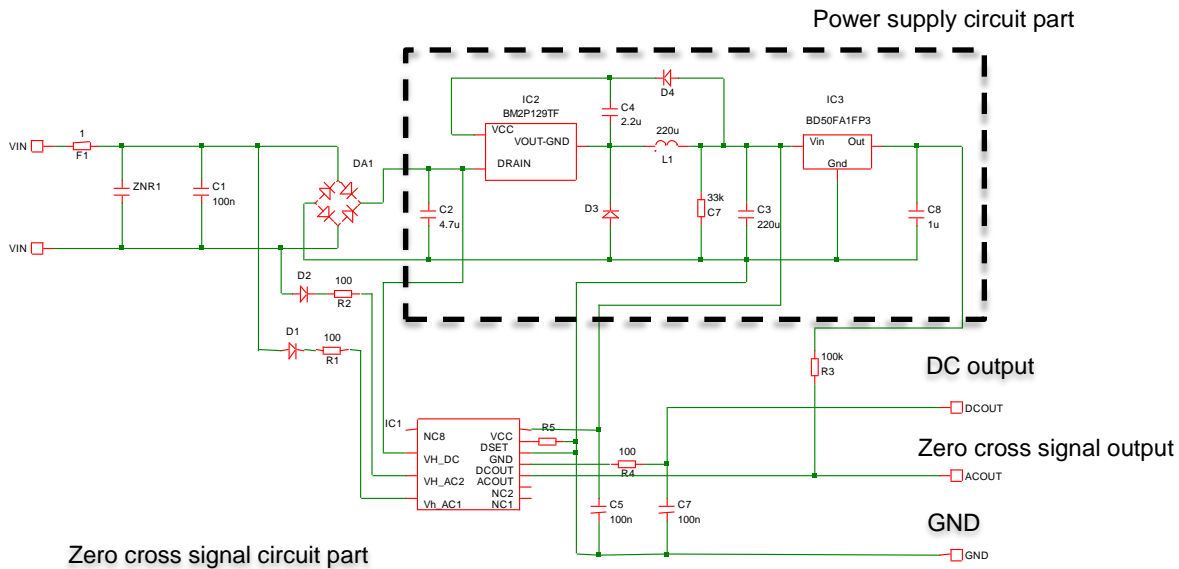 Power supply circuit part
IC2
BM2P129TF
VCC
VOUT-GND
DRAIN
C4
2.2u
D4
220u
L1
IC3
BD50FA1FP3
Vin
Out
Gnd
VIN
1
F1
ZNR1
C1
100n
DA1
C2
4.7u
D3
33k
C7
C3
220u
C8
1u
VIN
D2
100
R2
D1
100
R1
100k
R3
DC output
DCOUT
IC1
NC8
VH_DC
VH_AC2
Vh_AC1
VCC
DSET
GND
DCOUT
ACOUT
NC2
NC1
R5
100
R4
Zero cross signal output
ACOUT
C5
100n
C7
100n
GND
GND
Zero cross signal circuit part